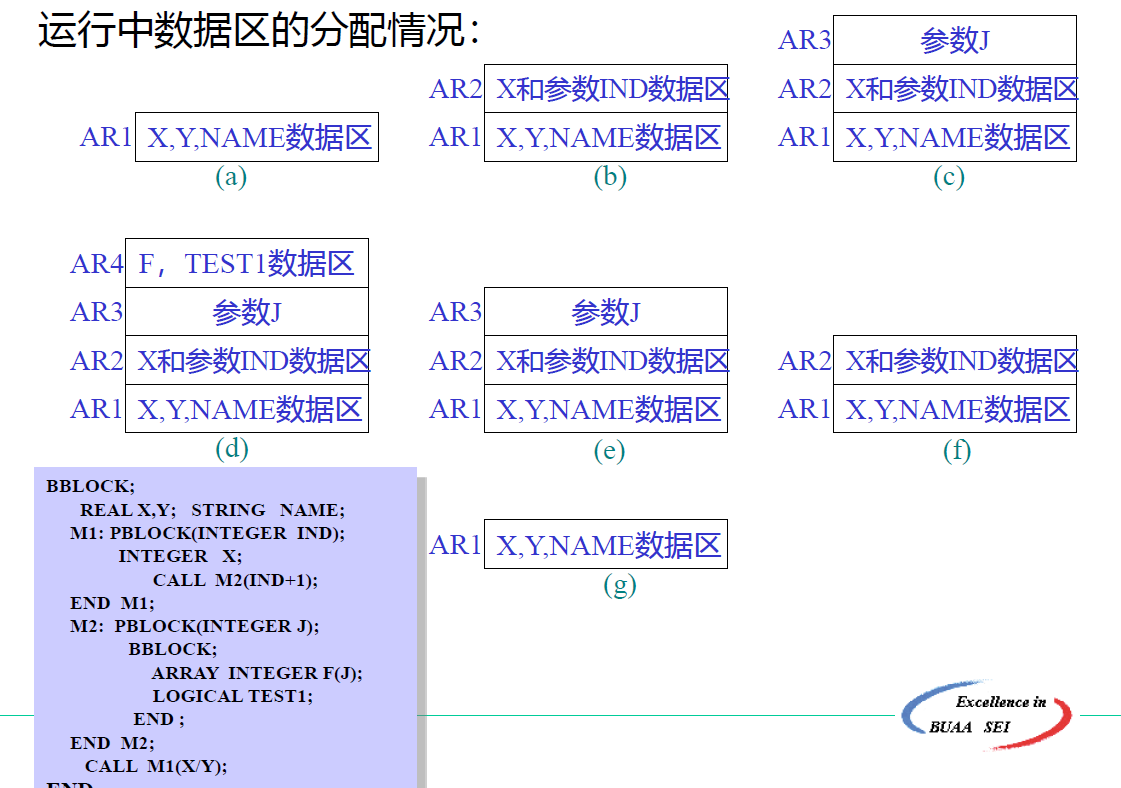 运行中数据区的分配情况：
AR1 X,Y,NAME数据区
(a)
AR2 X和参数IND数据区
AR1 X,Y,NAME数据区
(b)
AR3 参数J
AR2 X和参数IND数据区
AR1 X,Y,NAME数据区
(c)
AR4 F，TEST1数据区
AR3 参数J
AR2 X和参数IND数据区
AR1 X,Y,NAME数据区
(d)
AR3 参数J
AR2 X和参数IND数据区
AR1 X,Y,NAME数据区
(e)
AR2 X和参数IND数据区
AR1 X,Y,NAME数据区
(f)
BBLOCK;
REAL X,Y; STRING NAME;
M1: PBLOCK(INTEGER IND);
INTEGER X;
CALL M2(IND+1);
END M1;
M2: PBLOCK(INTEGER J);
BBLOCK;
ARRAY INTEGER F(J);
LOGICAL TEST1;
END ;
END M2;
CALL M1(X/Y);
END
AR1 X,Y,NAME数据区
(g)
Excellence in
BUAA SEI